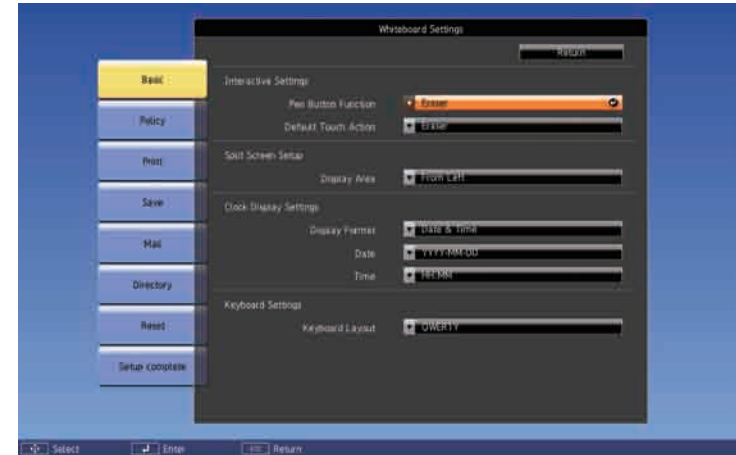 Whiteboard Settings
Return
Basic
Interactive Settings
Pen Button Function Eraser
Policy
Default Touch Action Eraser
Print
Split Screen Setup
Display Area From Left
Save
Clock Display Settings
Display Format Date & Time
Mail
Date YYYY-MM-DD
Time HH:MM
Directory
Keyboard Settings
Reset
Keyboard Layout QWERTY
Setup complete
Select Enter Return